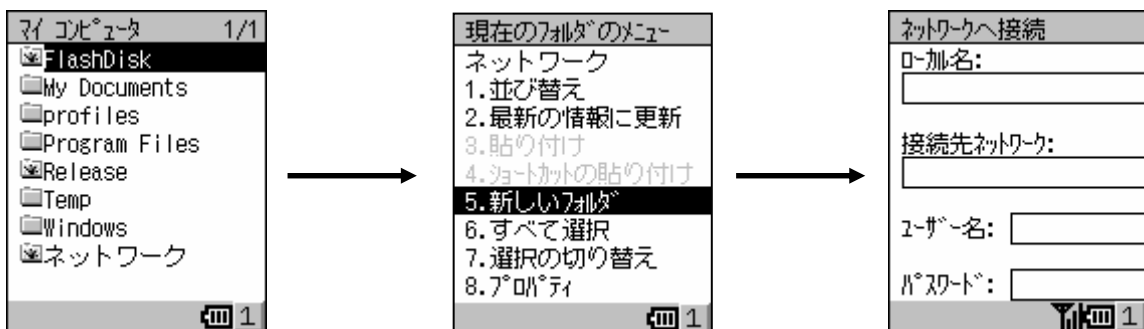 ﾏｲ ｺﾝﾋﾟｭｰﾀ 1/1
FlashDisk
My Documents
profiles
Program Files
Release
Temp
Windows
ネットワーク
1
現在のﾌｫﾙﾀﾞのﾒﾆｭｰ
ネットワーク
1.並び替え
2.最新の情報に更新
3.貼り付け
4.ｼｮｰﾄｶｯﾄの貼り付け
5.新しいﾌｫﾙﾀﾞ
6.すべて選択
7.選択の切り替え
8.ﾌﾟﾛﾊﾟﾃｨ
1
ﾈｯﾄﾜｰｸへ接続
ﾛｰｶﾙ名:
接続先ﾈｯﾄﾜｰｸ:
ﾕｰｻﾞｰ名:
ﾊﾟｽﾜｰﾄﾞ:
1